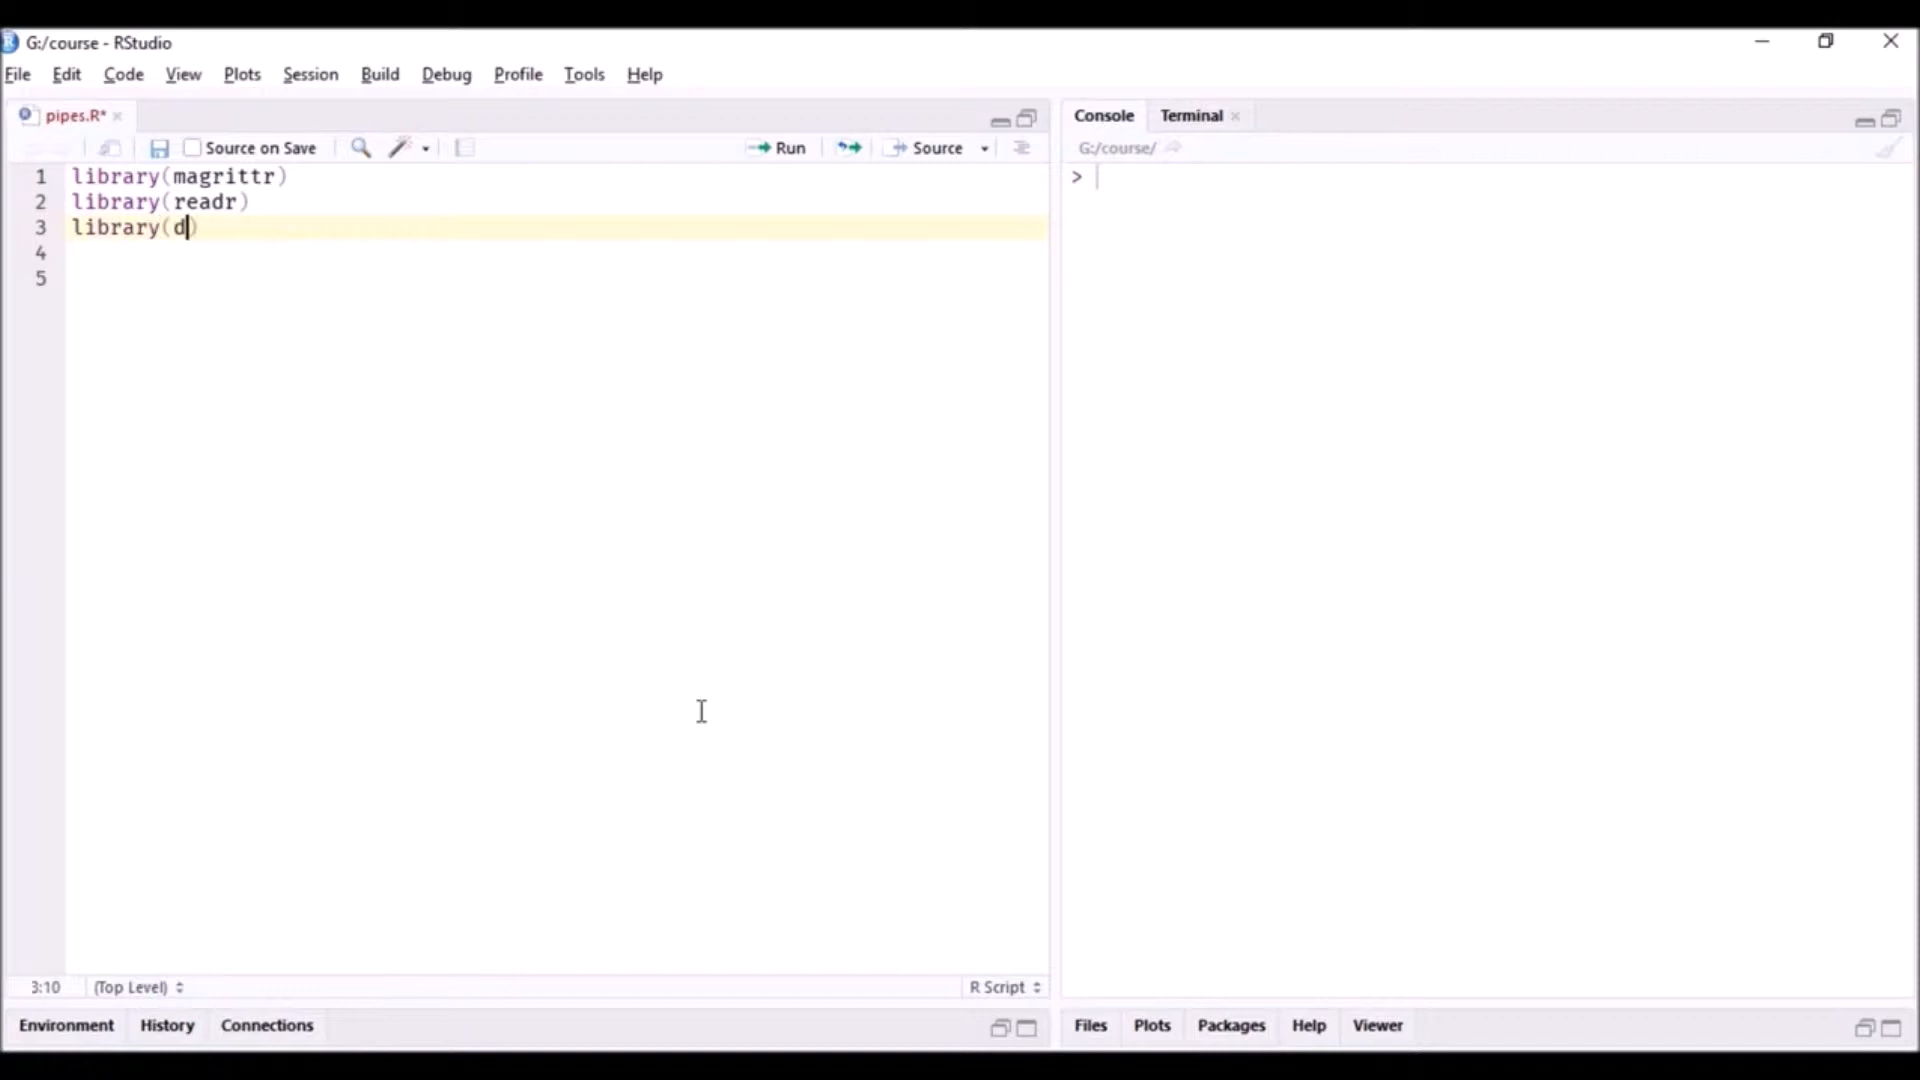 G:/course - RStudio
File Edit Code View Plots Session Build Debug Profile Tools Help
pipes.R*
Source on Save
Run
Source
1 library(magrittr)
2 library(readr)
3 library(d)
4
5
3:10 (Top Level) R Script
Environment History Connections
Console Terminal
G:/course/
>
Files Plots Packages Help Viewer